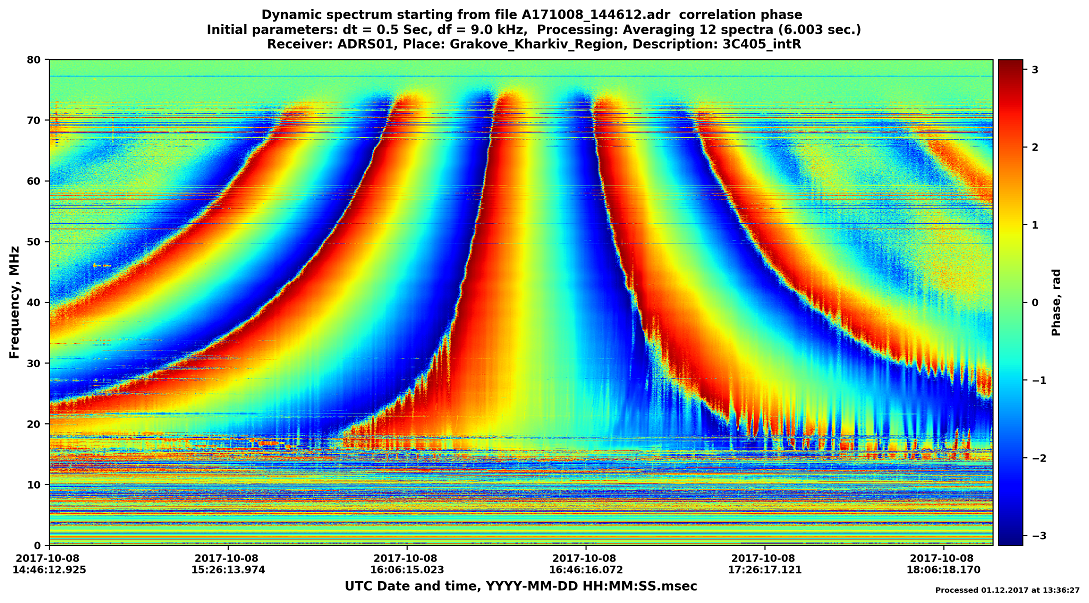 Dynamic spectrum starting from file A171008_144612.adr  correlation phase
Initial parameters: dt = 0.5 Sec, df = 9.0 kHz,  Processing: Averaging 12 spectra (6.003 sec.)
Receiver: ADRS01, Place: Grakove_Kharkiv_Region, Description: 3C405_intR
80
70
60
50
40
30
20
10
0
Frequency, MHz
3
2
1
0
−1
−2
−3
Phase, rad
2017-10-08 2017-10-08 2017-10-08 2017-10-08 2017-10-08 2017-10-08
14:46:12.925 15:26:13.974 16:06:15.023 16:46:16.072 17:26:17.121 18:06:18.170
UTC Date and time, YYYY-MM-DD HH:MM:SS.msec
Processed 01.12.2017 at 13:36:27